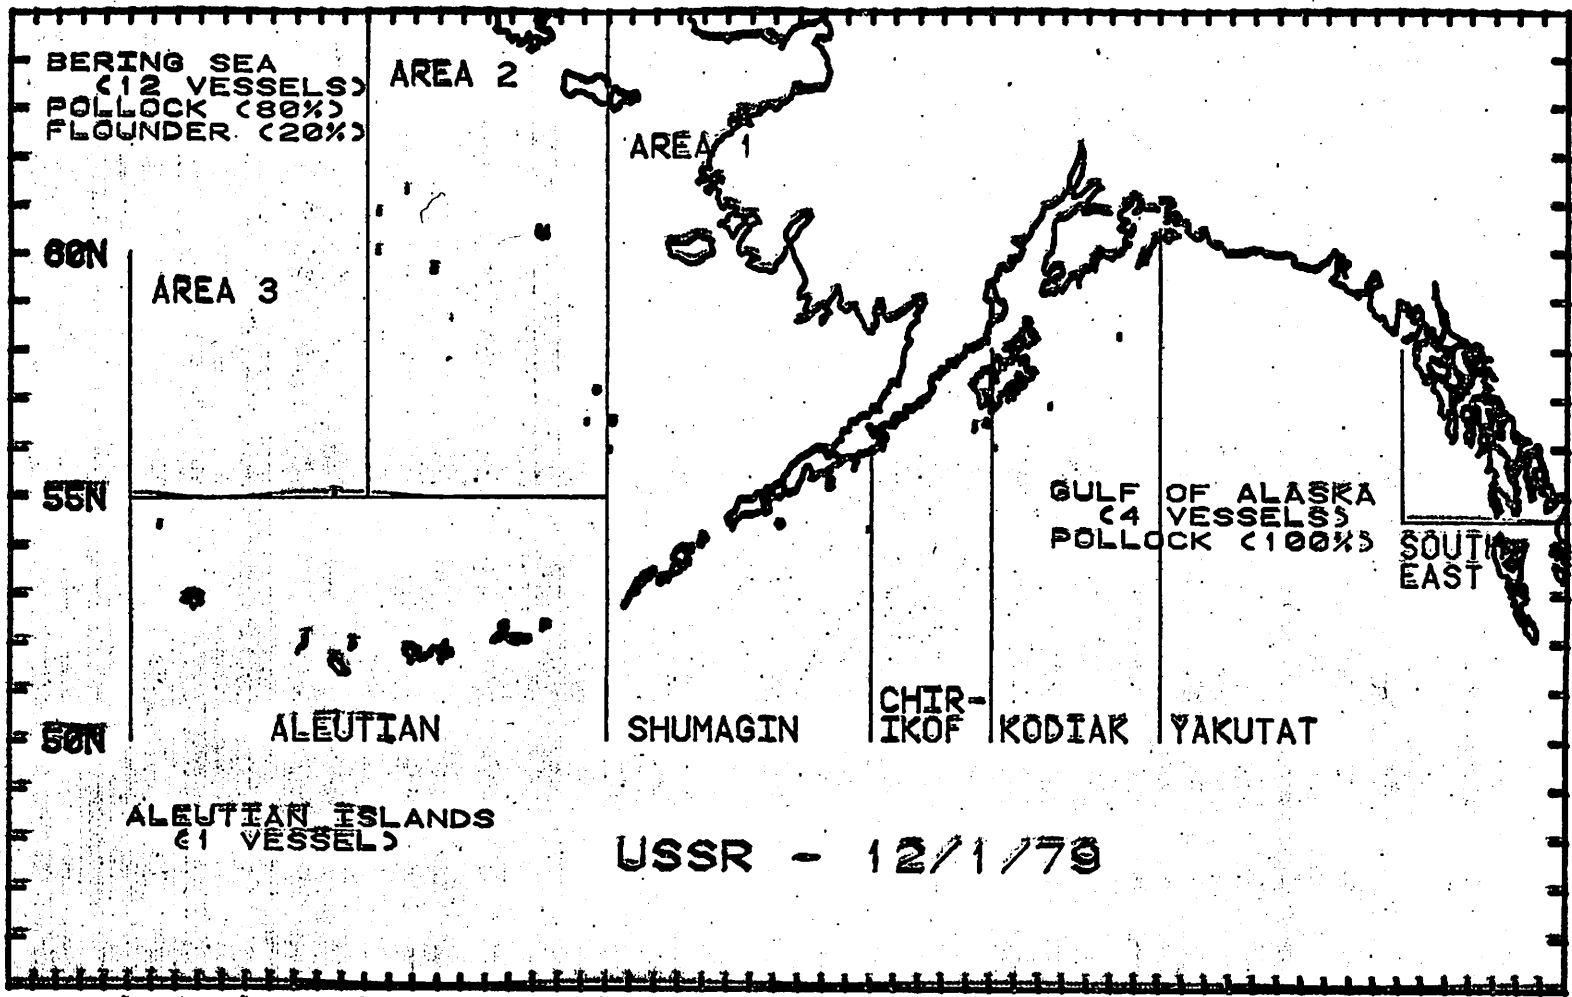 BERING SEA
(12 VESSELS)
POLLOCK (80%)
FLOUNDER (20%)
AREA 2
AREA 1
60N
AREA 3
55N
GULF OF ALASKA
(4 VESSELS)
POLLOCK (100%)
SOUTH
EAST
50N
ALEUTIAN
SHUMAGIN
CHIR-
IKOF
KODIAK
YAKUTAT
ALEUTIAN ISLANDS
(1 VESSEL)
USSR - 12/1/79